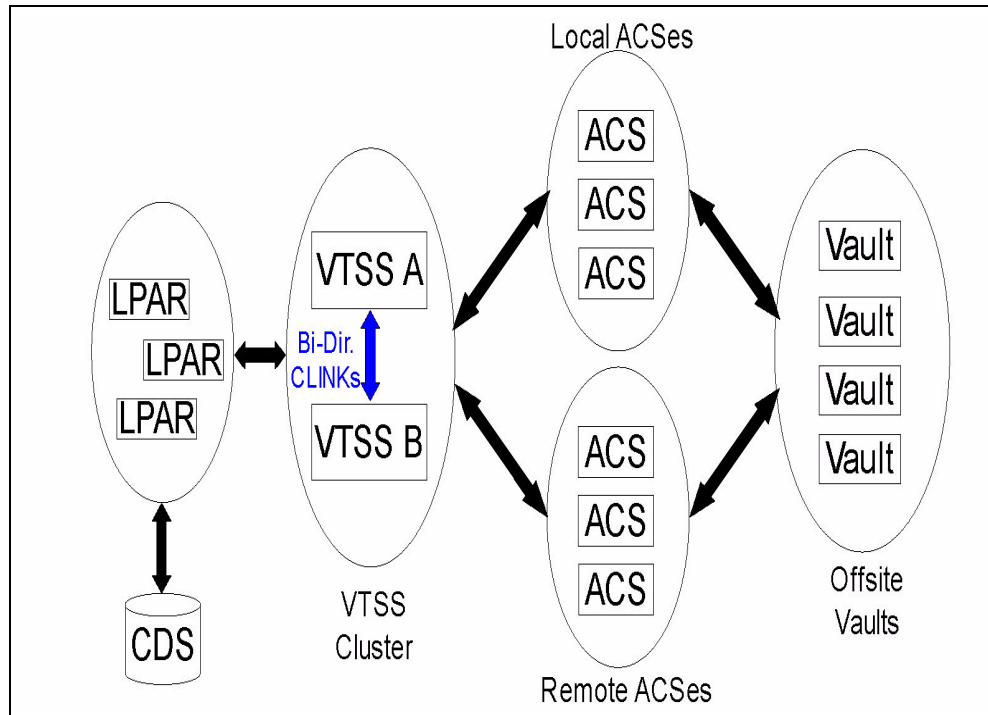 Local ACSes
ACS
ACS
ACS
LPAR
LPAR
LPAR
CDS
VTSS A
Bi-Dir.
CLINKs
VTSS B
VTSS
Cluster
ACS
ACS
ACS
Remote ACSes
Vault
Vault
Vault
Vault
Offsite
Vaults